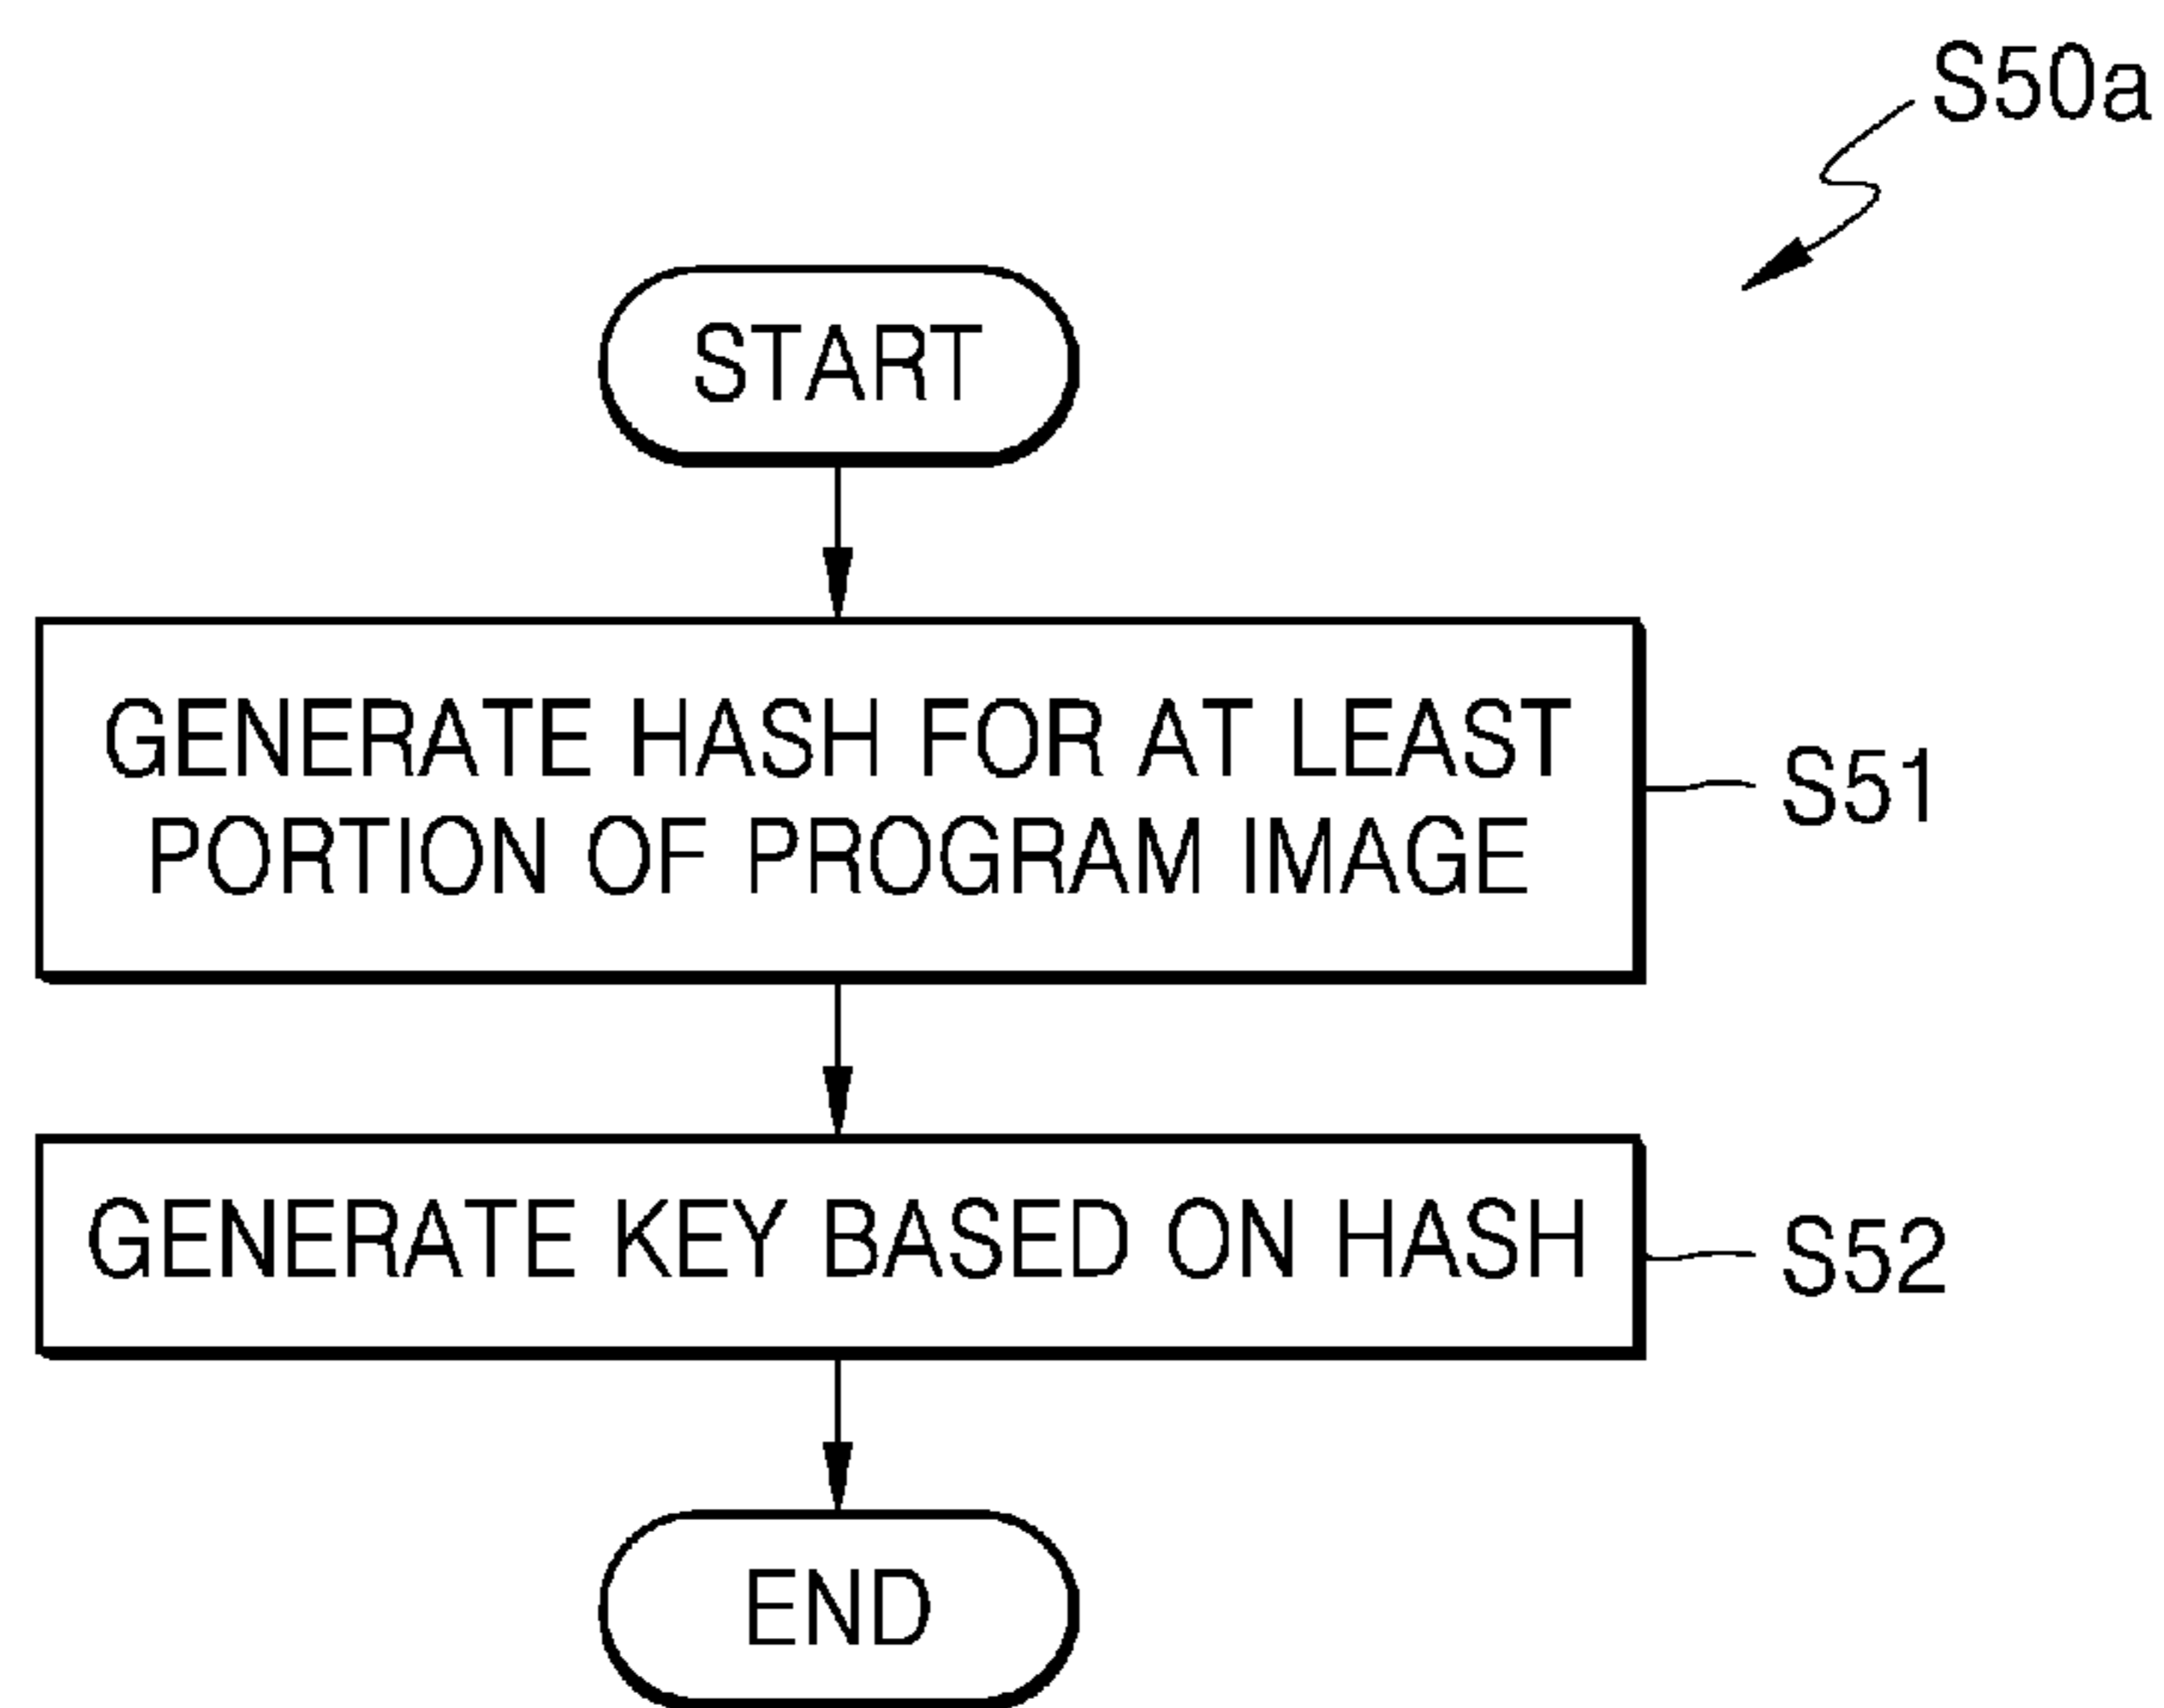 S50a
START
GENERATE HASH FOR AT LEAST
PORTION OF PROGRAM IMAGE
S51
GENERATE KEY BASED ON HASH
S52
END